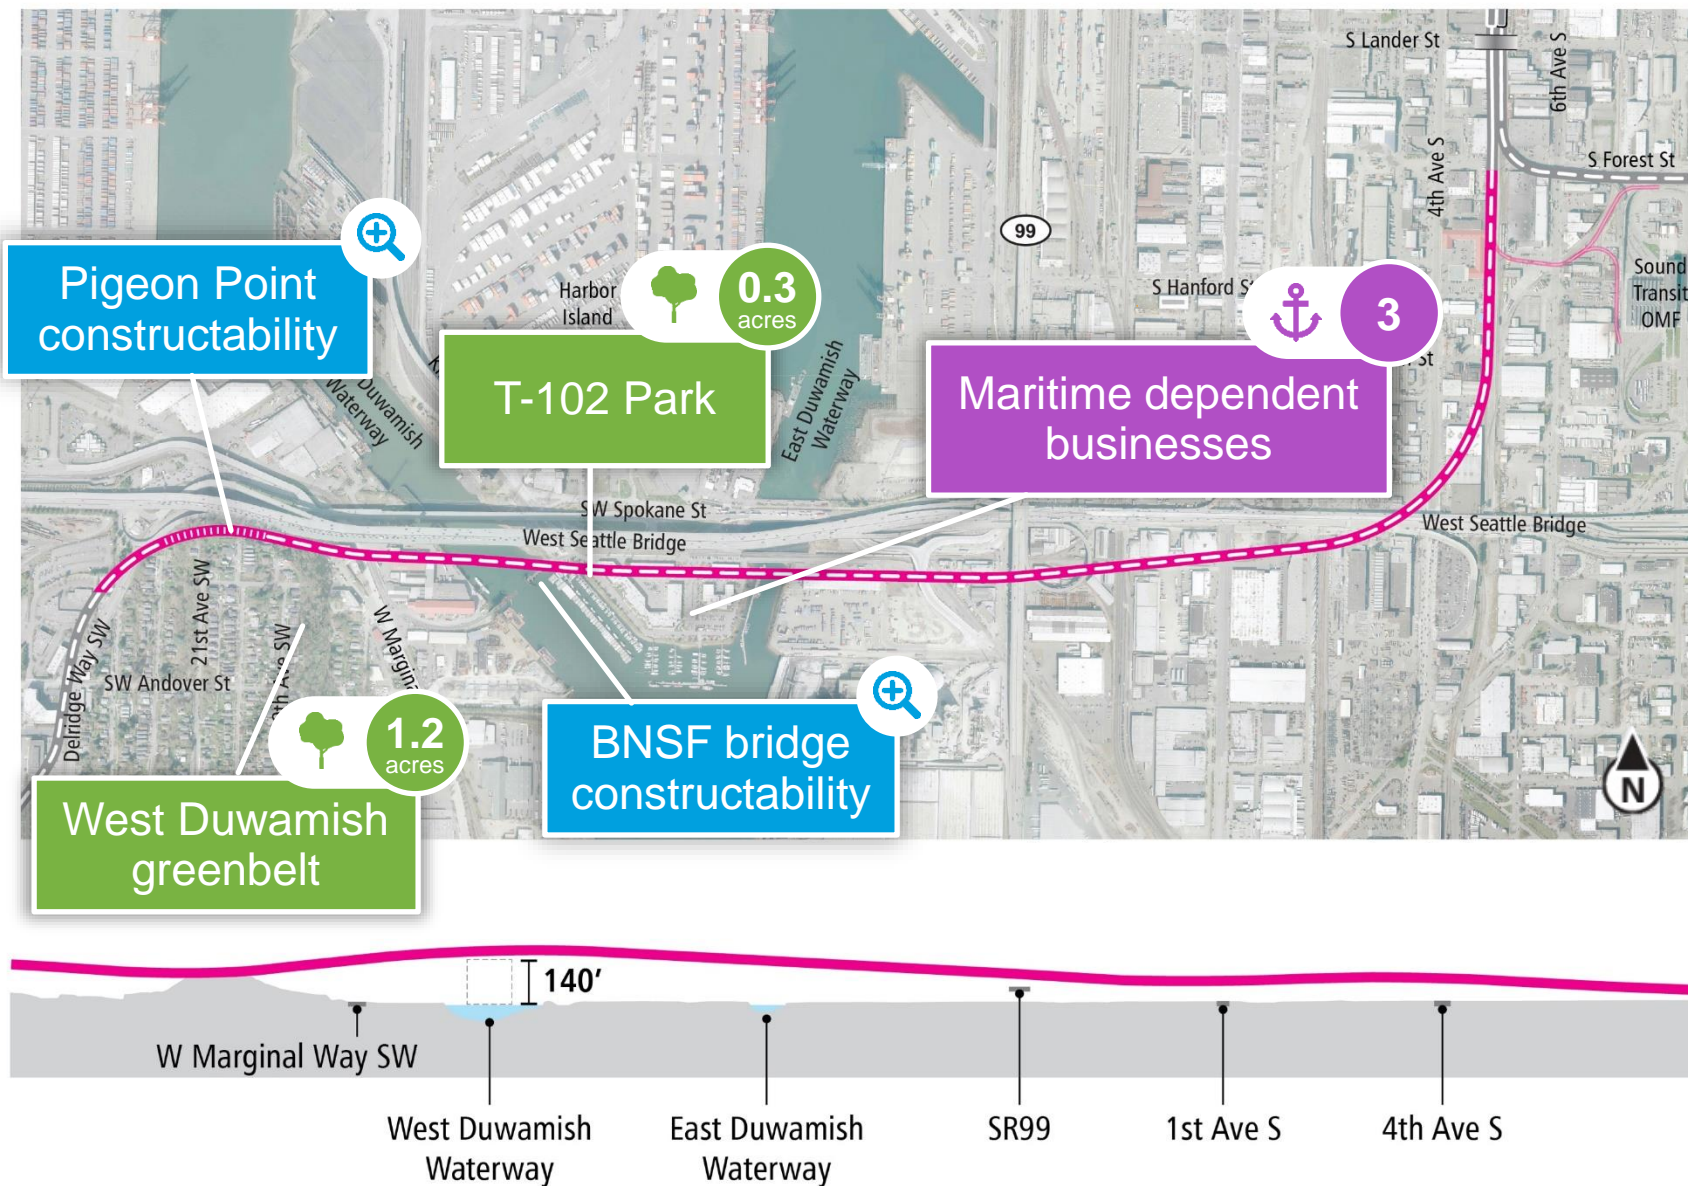 S Lander St
6th Ave S
4th Ave S
S Forest St
99
Pigeon Point
constructability
Harbor
Island
0.3
acres
T-102 Park
S Hanford St
3
Sound
Transit
OMF
St
Maritime dependent
businesses
Duwamish
Waterway
East Duwamish
Waterway
SW Spokane St
West Seattle Bridge
West Seattle Bridge
21st Ave SW
W Marginal
Delridge Way SW
SW Andover St
Ave SW
1.2
acres
West Duwamish
greenbelt
BNSF bridge
constructability
N
140’
W Marginal Way SW
West Duwamish
Waterway
East Duwamish
Waterway
SR99
1st Ave S
4th Ave S